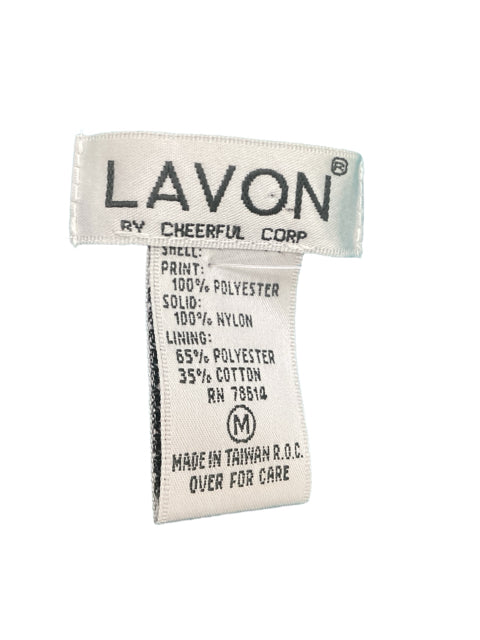 LAVON®
BY CHEERFUL CORP
SHELL:
PRINT:
100% POLYESTER
SOLID:
100% NYLON
LINING:
65% POLYESTER
35% COTTON
RN 78614
M
MADE IN TAIWAN R.O.C.
OVER FOR CARE